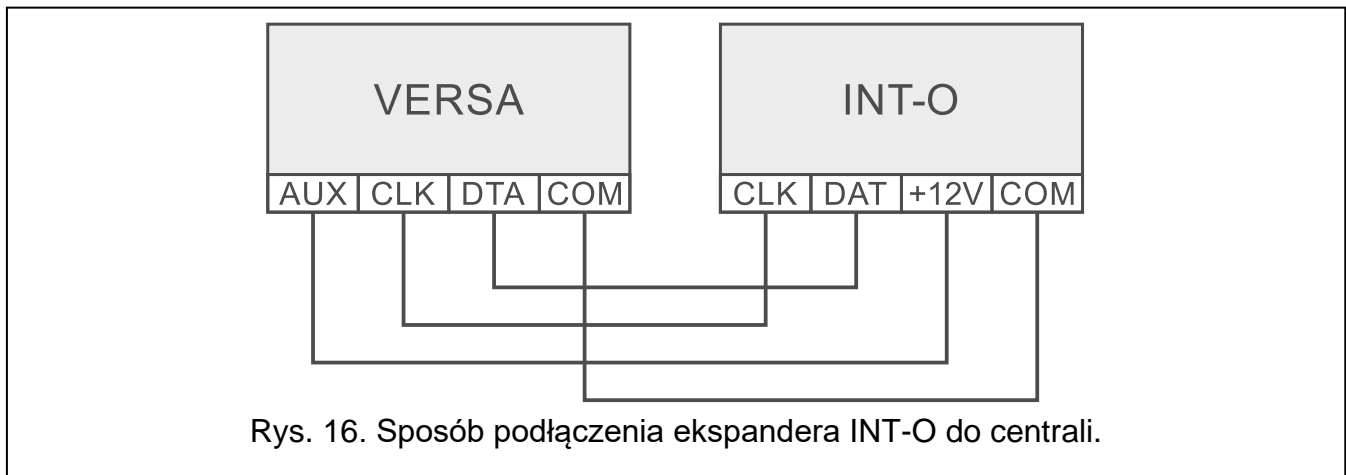 VERSA
INT-O
AUX CLK DTA COM
CLK DAT +12V COM
Rys. 16. Sposób podłączenia ekspandera INT-O do centrali.